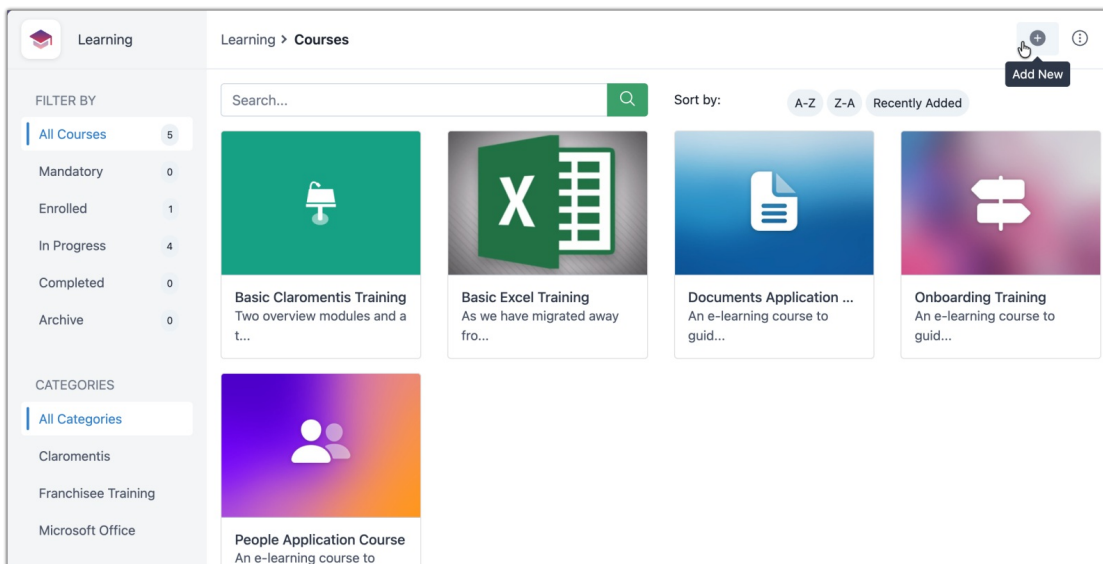 Learning
Learning > Courses
Add New
FILTER BY
All Courses 5
Mandatory 0
Enrolled 1
In Progress 4
Completed 0
Archive 0
CATEGORIES
All Categories
Claromentis
Franchisee Training
Microsoft Office
Search...
Sort by: A-Z Z-A Recently Added
Basic Claromentis Training
Two overview modules and a
t...
X
Basic Excel Training
As we have migrated away
fro...
Documents Application ...
An e-learning course to
guid...
Onboarding Training
An e-learning course to
guid...
People Application Course
An e-learning course to